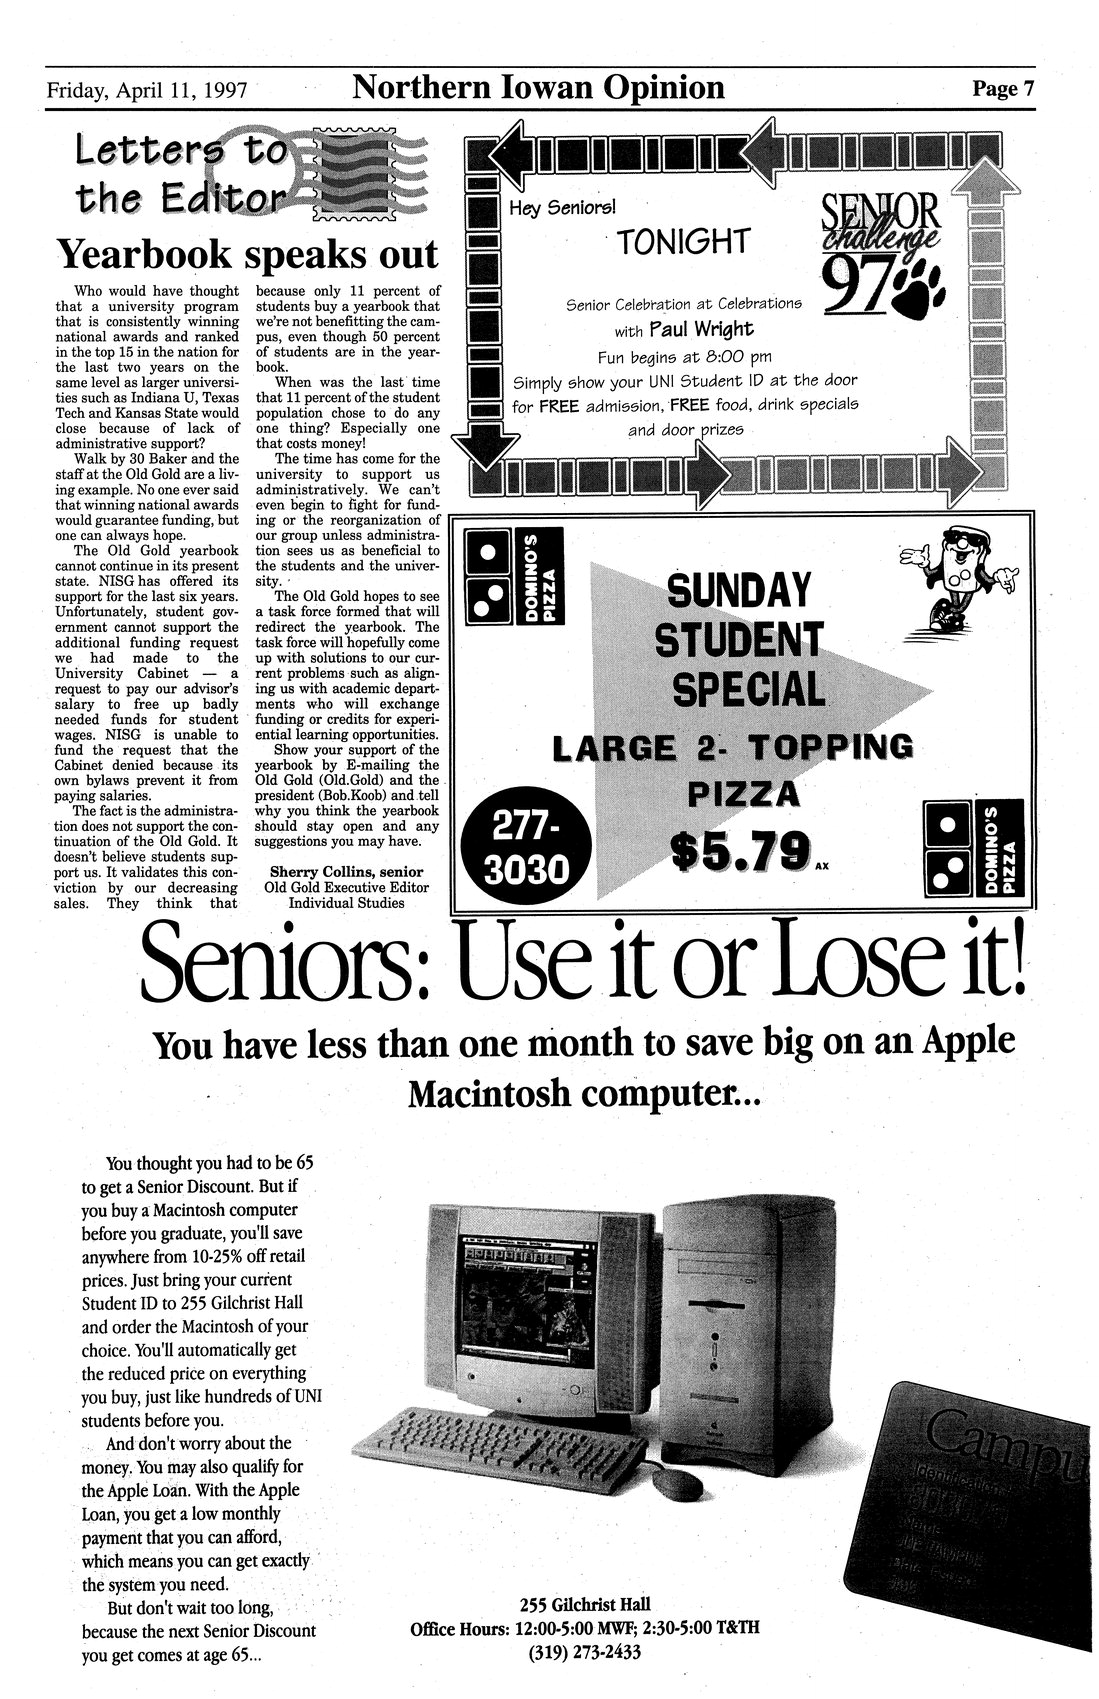 Friday, April 11, 1997
Northern Iowan Opinion
Page 7
Letters to
the Editor
Yearbook speaks out
Who would have thought
that a university program
that is consistently winning
national awards and ranked
in the top 15 in the nation for
the last two years on the
same level as larger universi-
ties such as Indiana U, Texas
Tech and Kansas State would
close because of lack of
administrative support?
Walk by 30 Baker and the
staff at the Old Gold are a liv-
ing example. No one ever said
that winning national awards
would guarantee funding, but
one can always hope.
The Old Gold yearbook
cannot continue in its present
state. NISG has offered its
support for the last six years.
Unfortunately, student gov-
ernment cannot support the
additional funding request
we had made to the
University Cabinet — a
request to pay our advisor's
salary to free up badly
needed funds for student
wages. NISG is unable to
fund the request that the
Cabinet denied because its
own bylaws prevent it from
paying salaries.
The fact is the administra-
tion does not support the con-
tinuation of the Old Gold. It
doesn't believe students sup-
port us. It validates this con-
viction by our decreasing
sales. They think that
because only 11 percent of
students buy a yearbook that
we're not benefitting the cam-
pus, even though 50 percent
of students are in the year-
book.
When was the last time
that 11 percent of the student
population chose to do any
one thing? Especially one
that costs money!
The time has come for the
university to support us
administratively. We can't
even begin to fight for fund-
ing or the reorganization of
our group unless administra-
tion sees us as beneficial to
the students and the univer-
sity.
The Old Gold hopes to see
a task force formed that will
redirect the yearbook. The
task force will hopefully come
up with solutions to our cur-
rent problems such as align-
ing us with academic depart-
ments who will exchange
funding or credits for experi-
ential learning opportunities.
Show your support of the
yearbook by E-mailing the
Old Gold (Old.Gold) and the
president (Bob.Koob) and tell
why you think the yearbook
should stay open and any
suggestions you may have.
Sherry Collins, senior
Old Gold Executive Editor
Individual Studies
Hey Seniors!
TONIGHT
SENIOR
challenge
97
Senior Celebration at Celebrations
with Paul Wright
Fun begins at 8:00 pm
Simply show your UNI Student ID at the door
for FREE admission, FREE food, drink specials
and door prizes
DOMINO'S
PIZZA
SUNDAY
STUDENT
SPECIAL
LARGE 2- TOPPING
PIZZA
$5.79 AX
277-
3030
DOMINO'S
PIZZA
Seniors: Use it or Lose it!
You have less than one month to save big on an Apple
Macintosh computer...
You thought you had to be 65
to get a Senior Discount. But if
you buy a Macintosh computer
before you graduate, you'll save
anywhere from 10-25% off retail
prices. Just bring your current
Student ID to 255 Gilchrist Hall
and order the Macintosh of your
choice. You'll automatically get
the reduced price on everything
you buy, just like hundreds of UNI
students before you.
And don't worry about the
money. You may also qualify for
the Apple Loan. With the Apple
Loan, you get a low monthly
payment that you can afford,
which means you can get exactly
the system you need.
But don't wait too long,
because the next Senior Discount
you get comes at age 65...
Campu
Identification
255 Gilchrist Hall
Office Hours: 12:00-5:00 MWF; 2:30-5:00 T&TH
(319) 273-2433